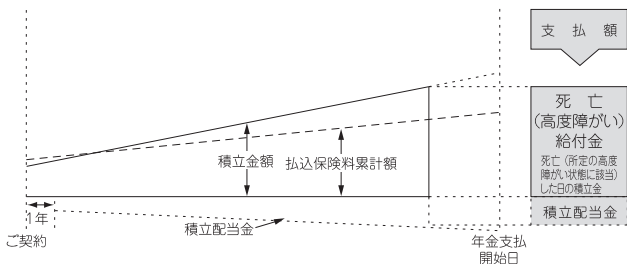 支払額
死亡
(高度障がい)
給付金
死亡(所定の高度
障がい状態に該当)
した日の積立金
積立配当金
積立金額
払込保険料累計額
1年
ご契約
積立配当金
年金支払
開始日